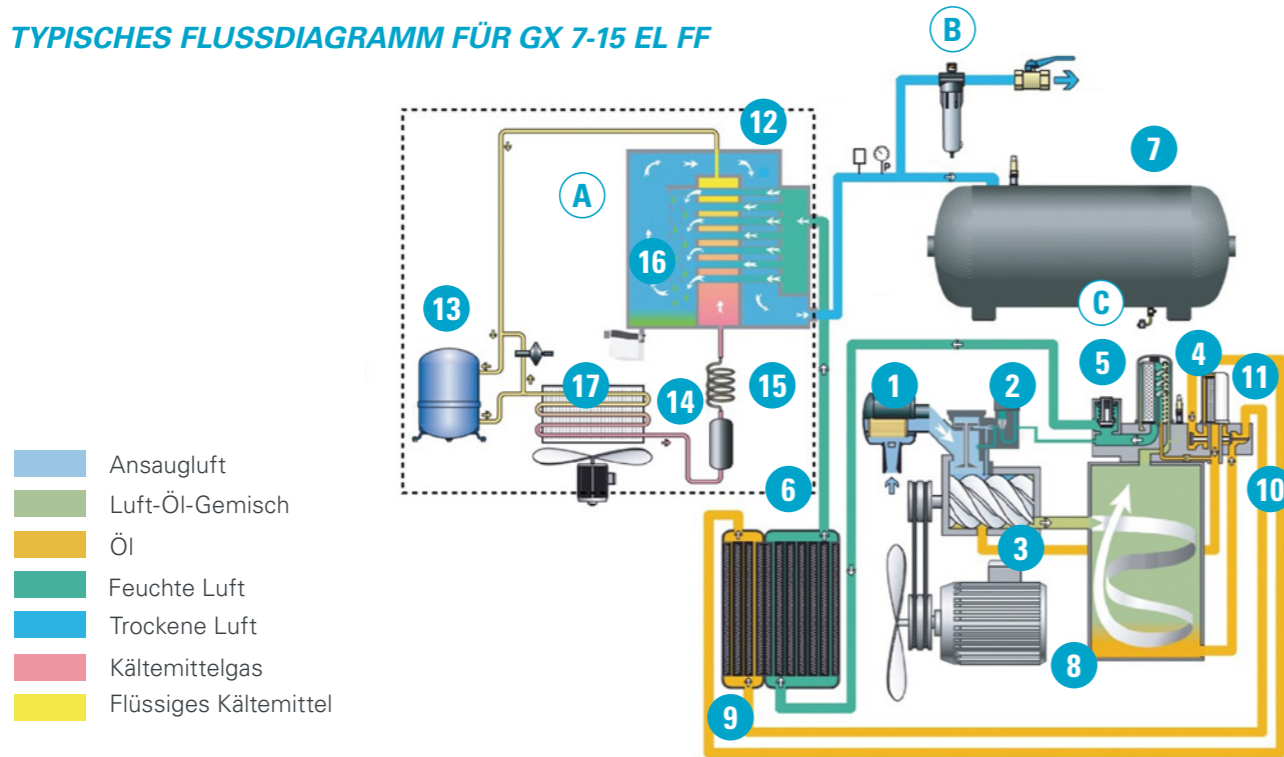 TYPISCHES FLUSSDIAGRAMM FÜR GX 7-15 EL FF
B
12
7
A
P
16
13
C
17
14
15
1
2
5
4
11
6
10
3
8
9
Ansaugluft
Luft-Öl-Gemisch
Öl
Feuchte Luft
Trockene Luft
Kältemittelgas
Flüssiges Kältemittel